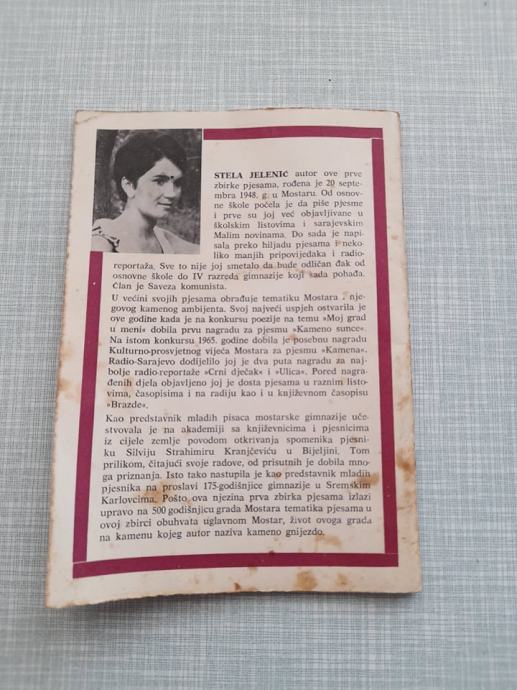 STELA JELENIĆ autor ove prve
zbirke pjesama, rođena je 20 septe-
mbra 1948. g. u Mostaru. Od osnov-
ne škole počela je da piše pjesme
i prve su joj već objavljivane u
školskim listovima i sarajevskim
Malim novinama. Do sada je napi-
sala preko hiljadu pjesama i neko-
liko manjih pripovijedaka i radio-
reportaža. Sve to nije joj smetalo da bude odličan đak od
osnovne škole do IV razreda gimnazije koji sada pohađa.
Član je Saveza komunista.
U većini svojih pjesama obrađuje tematiku Mostara . nje-
govog kamenog ambijenta. Svoj najveći uspjeh ostvarila je
ove godine kada je na konkursu poezije na temu »Moj grad
u meni« dobila prvu nagradu za pjesmu »Kameno sunce«.
Na istom konkursu 1965. godine dobila je posebnu nagradu
Kulturno-prosvjetnog vijeća Mostara za pjesmu »Kamena«.
Radio-Sarajevo dodijelilo joj je dva puta nagradu za naj-
bolje radio-reportaže »Crni dječak« i »Ulica«. Pored nagra-
đenih djela objavljeno joj je dosta pjesama u raznim listo-
vima, časopisima i na radiju kao i u književnom časopisu
»Brazde«.
Kao predstavnik mladih pisaca mostarske gimnazije uče-
stvovala je na akademiji sa književnicima i pjesnicima
iz cijele zemlje povodom otkrivanja spomenika pjesni-
ku Silviju Strahimiru Kranjčeviću u Bijeljini. Tom
prilikom, čitajući svoje radove, od prisutnih je dobila mno-
ga priznanja. Isto tako nastupila je kao predstavnik mladih
pjesnika na proslavi 175-godišnjice gimnazije u Sremskim
Karlovcima. Pošto ova njezina prva zbirka pjesama izlazi
upravo na 500 godišnjicu grada Mostara tematika pjesama u
ovoj zbirci obuhvata uglavnom Mostar, život ovoga grada
na kamenu kojeg autor naziva kameno gnijezdo.